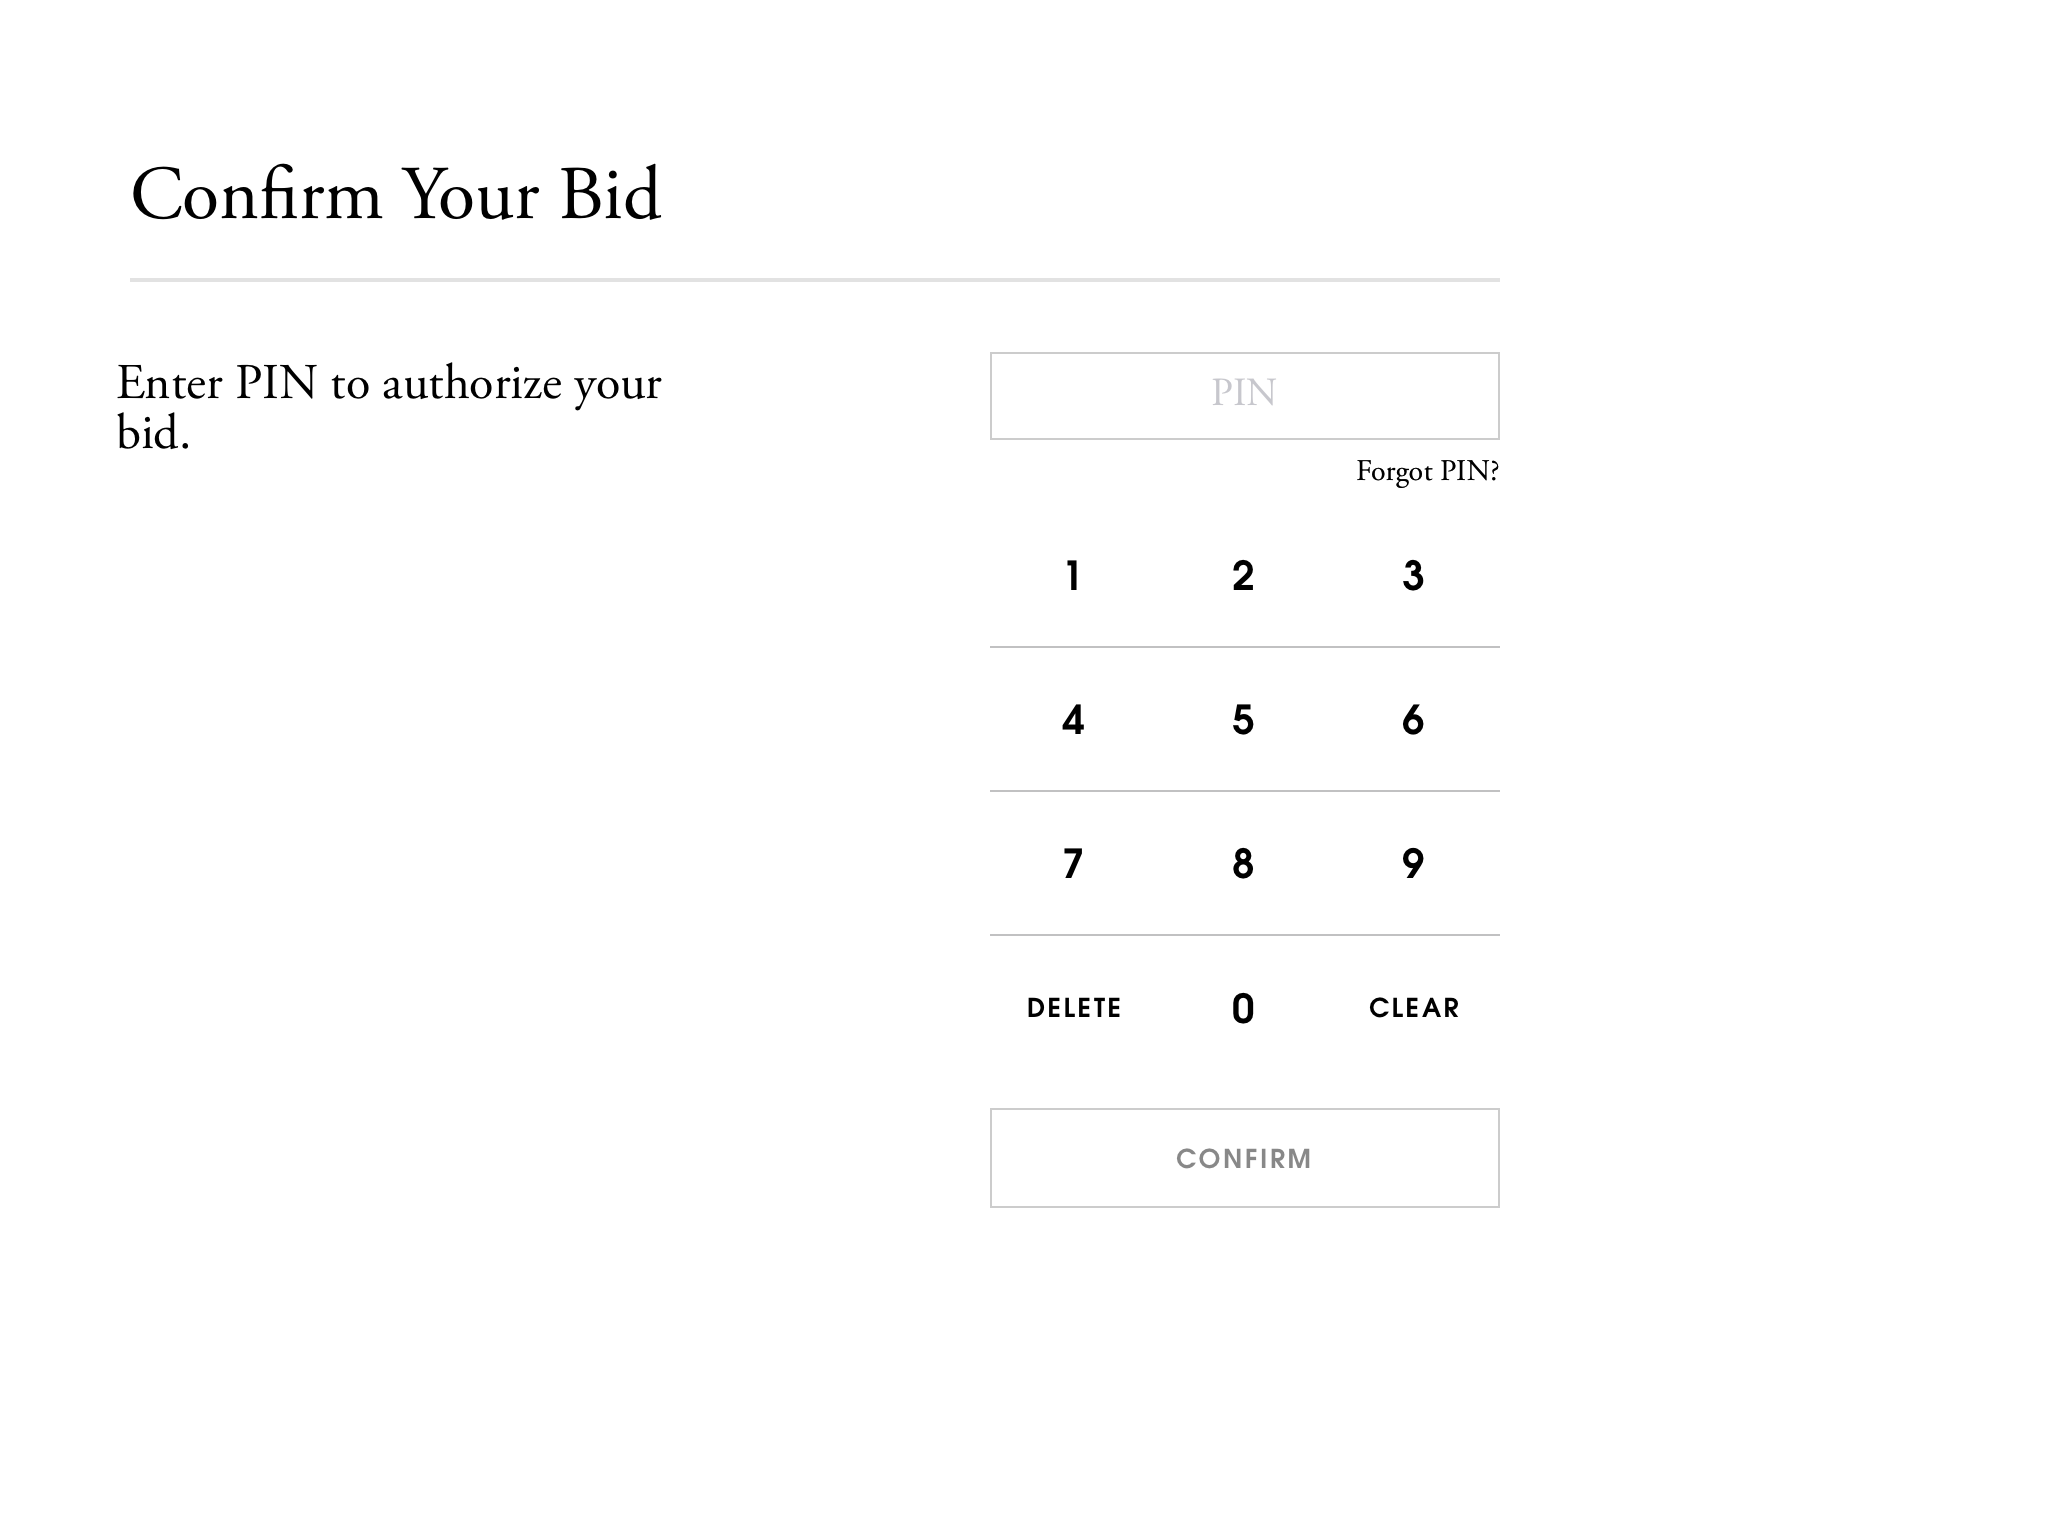 Confirm Your Bid
Enter PIN to authorize your
bid.
PIN
Forgot PIN?
1 2 3
4 5 6
7 8 9
DELETE 0 CLEAR
CONFIRM